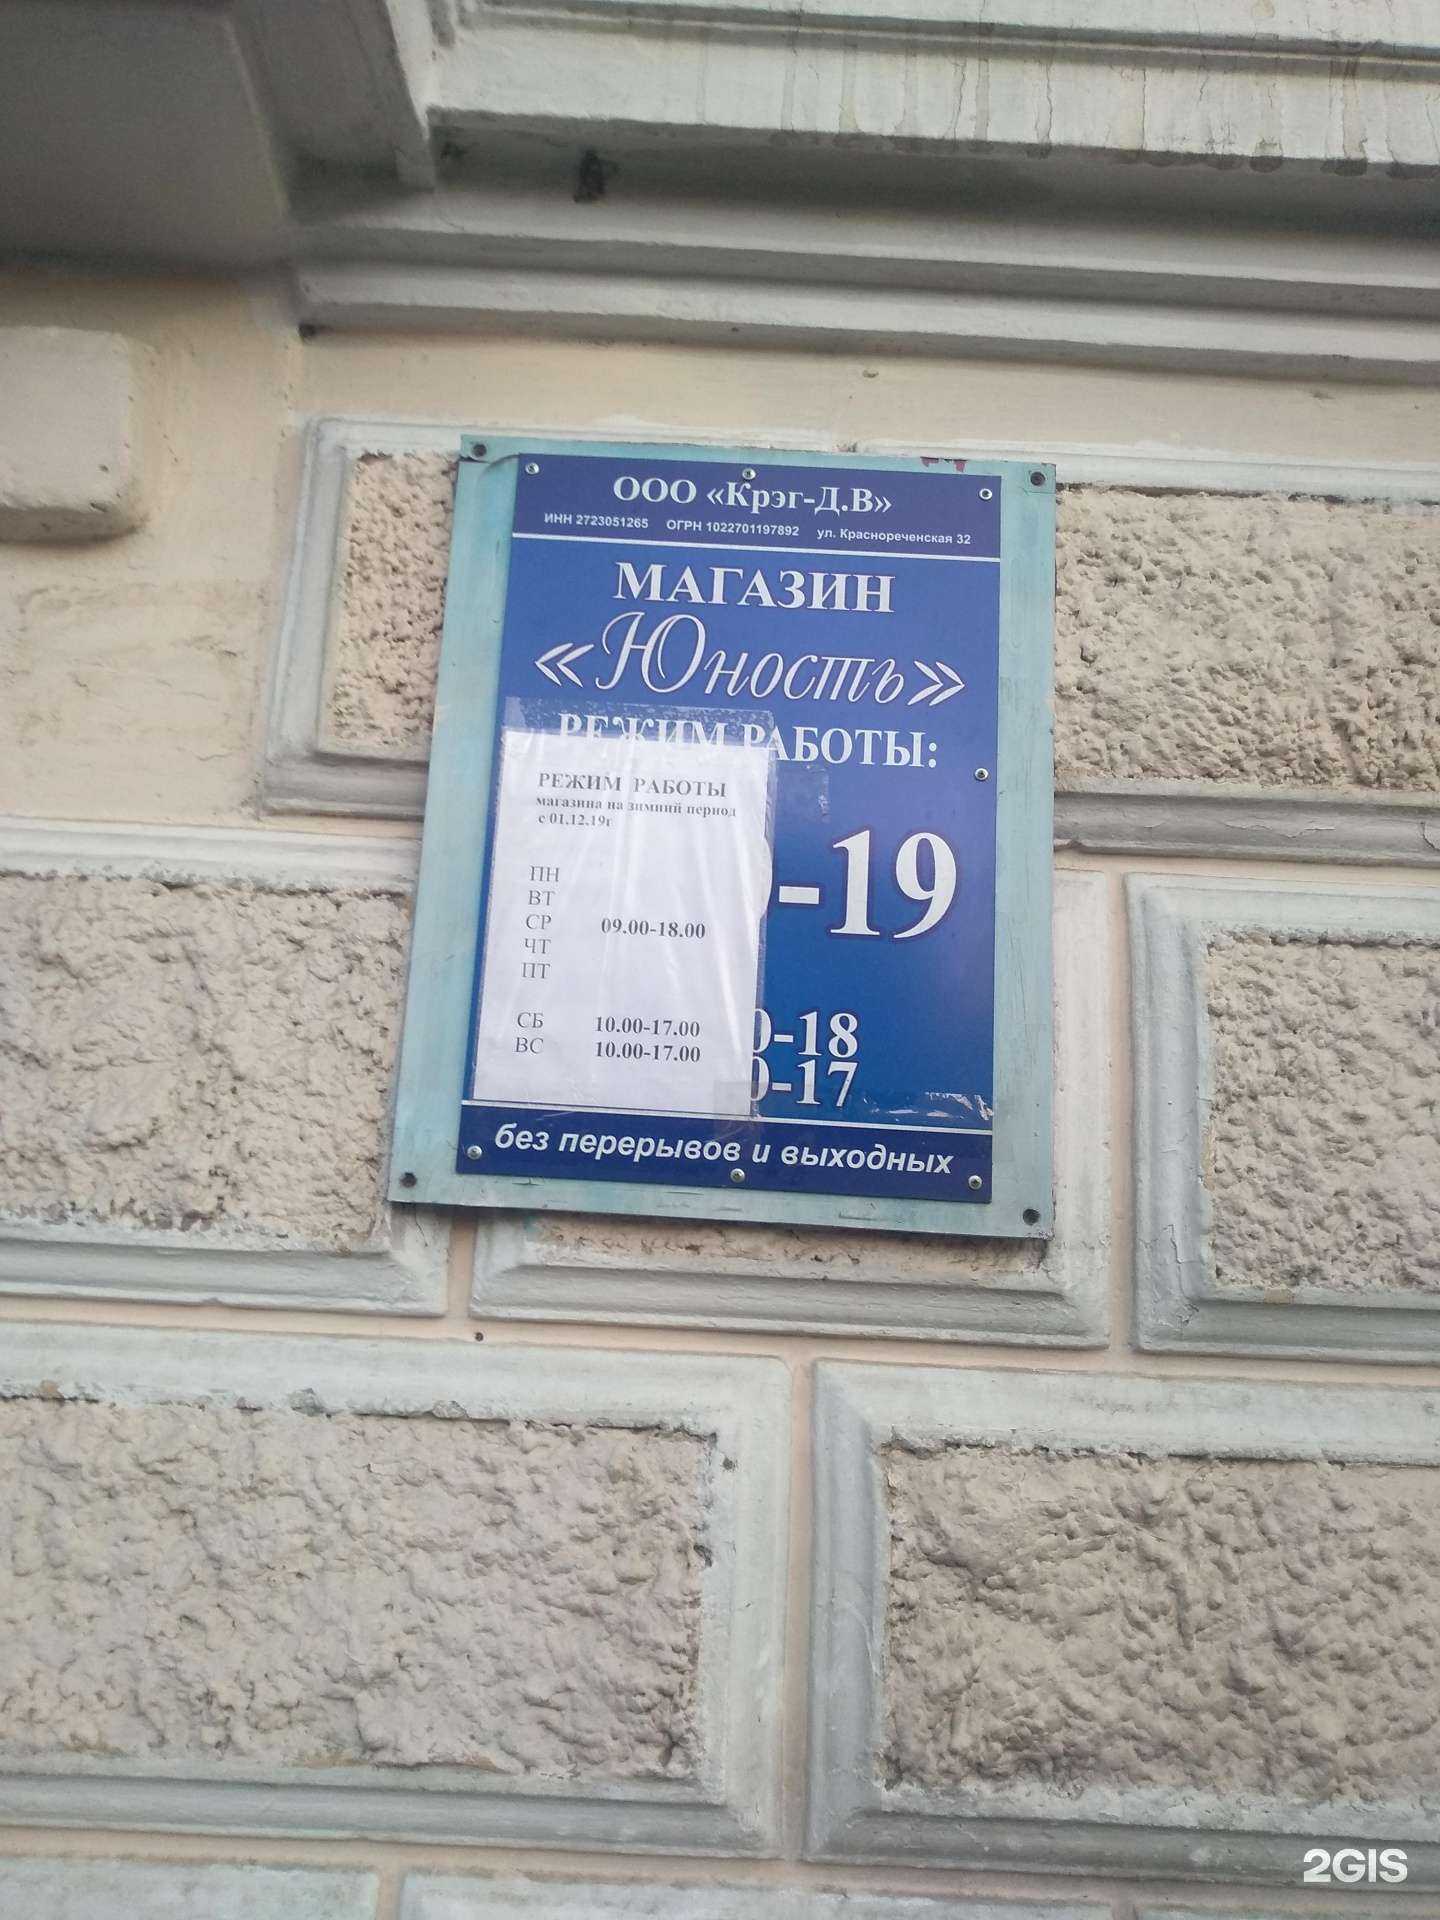 ООО «Крэг-Д.В»
ИНН 2723051265 ОГРН 1022701197892 ул. Краснореченская 32
МАГАЗИН
«Юность»
РЕЖИМ РАБОТЫ:
РЕЖИМ РАБОТЫ
магазина на зимний период
с 01.12.19г
ПН
ВТ
СР 09.00-18.00
ЧТ
ПТ
СБ 10.00-17.00
ВС 10.00-17.00
-19
0-18
0-17
без перерывов и выходных
2GIS